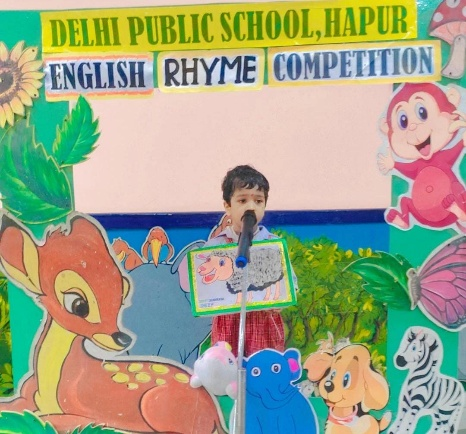 DELHI PUBLIC SCHOOL, HAPUR
ENGLISH RHYME COMPETITION